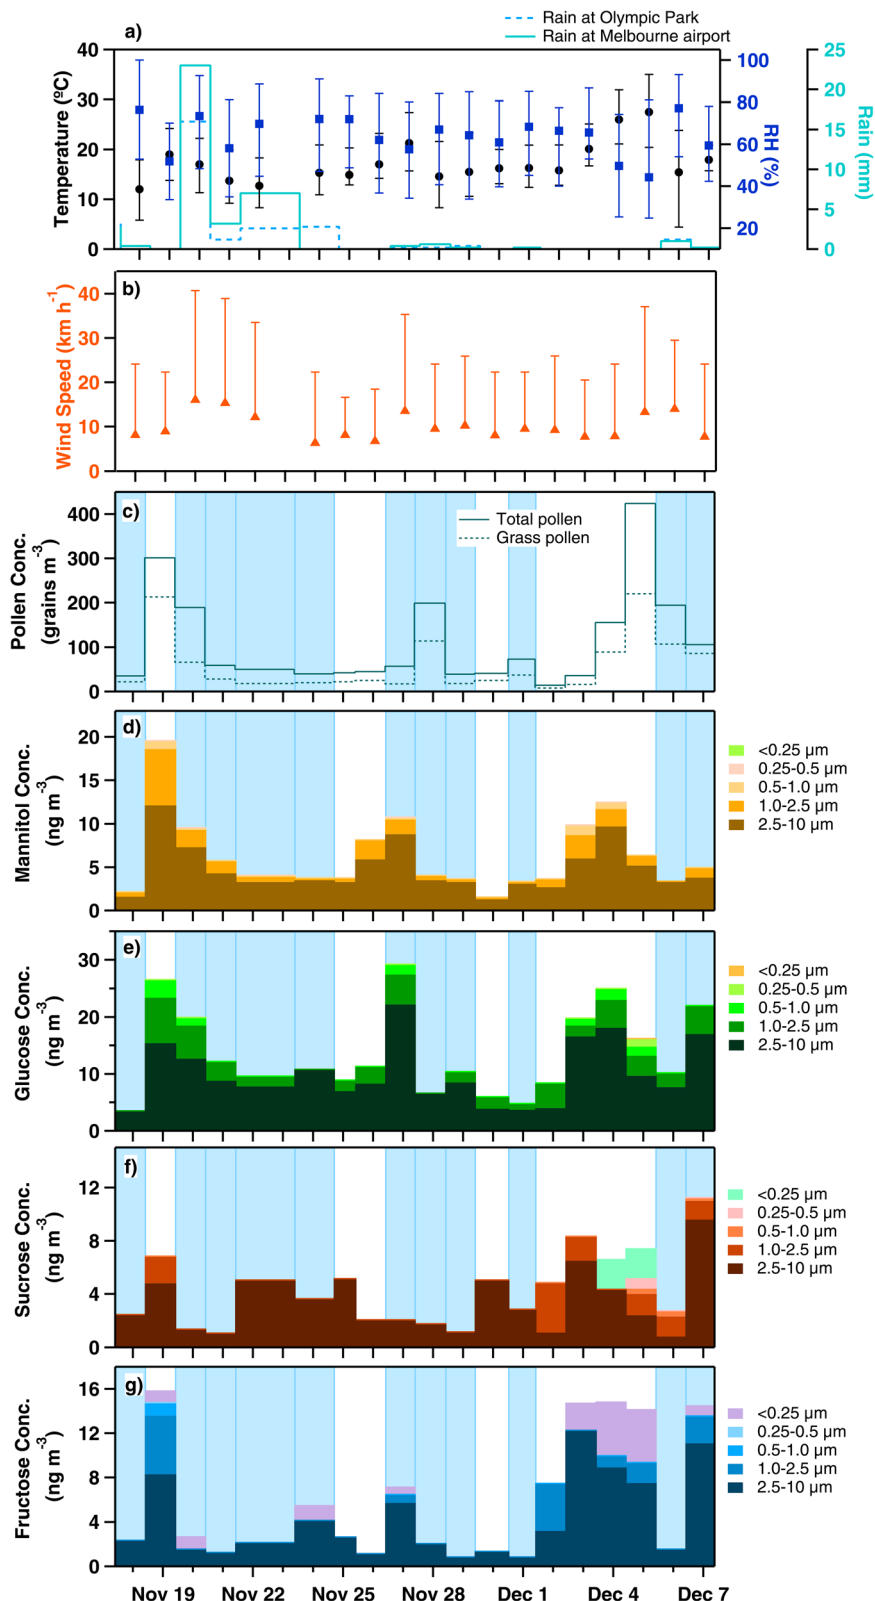 Rain at Olympic Park
Rain at Melbourne airport
a)
Temperature (ºC)
40
30
20
10
0
RH (%)
100
80
60
40
20
Rain (mm)
25
20
15
10
5
0
b)
Wind Speed (km h-1)
40
30
20
10
0
c)
Total pollen
Grass pollen
Pollen Conc.
(grains m-3)
400
300
200
100
0
d)
Mannitol Conc.
(ng m-3)
20
15
10
5
0
<0.25 µm
0.25-0.5 µm
0.5-1.0 µm
1.0-2.5 µm
2.5-10 µm
e)
Glucose Conc.
(ng m-3)
30
20
10
0
<0.25 µm
0.25-0.5 µm
0.5-1.0 µm
1.0-2.5 µm
2.5-10 µm
f)
Sucrose Conc.
(ng m-3)
12
8
4
0
<0.25 µm
0.25-0.5 µm
0.5-1.0 µm
1.0-2.5 µm
2.5-10 µm
g)
Fructose Conc.
(ng m-3)
16
12
8
4
0
<0.25 µm
0.25-0.5 µm
0.5-1.0 µm
1.0-2.5 µm
2.5-10 µm
Nov 19 Nov 22 Nov 25 Nov 28 Dec 1 Dec 4 Dec 7